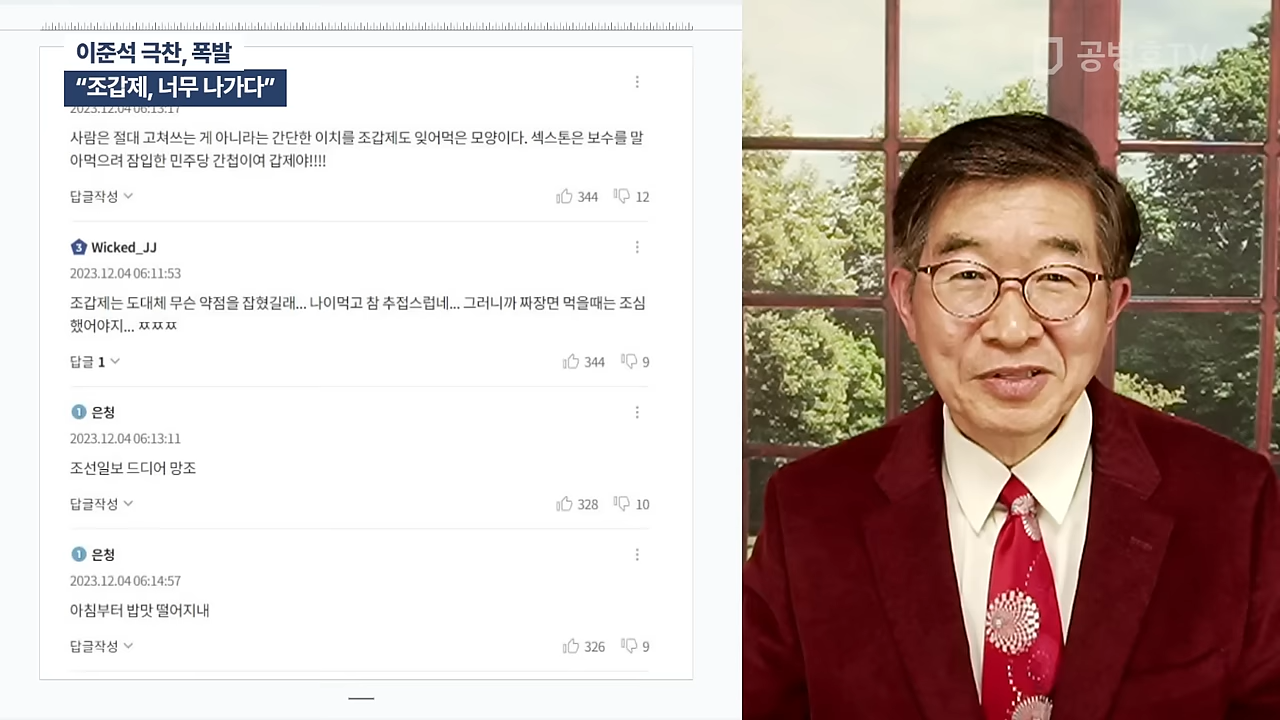 이준석 극찬, 폭발
“조갑제, 너무 나가다”
공병호TV
2023.12.04 06:13:17
사람은 절대 고쳐쓰는 게 아니라는 간단한 이치를 조갑제도 잊어먹은 모양이다. 섹스톤은 보수를 말
아먹으려 잠입한 민주당 간첩이여 갑제야!!!!
답글작성 344 12
3 Wicked_JJ
2023.12.04 06:11:53
조갑제는 도대체 무슨 약점을 잡혔길래... 나이먹고 참 추접스럽네... 그러니까 짜장면 먹을때는 조심
했어야지... ㅉㅉㅉ
답글 1 344 9
1 은청
2023.12.04 06:13:11
조선일보 드디어 망조
답글작성 328 10
1 은청
2023.12.04 06:14:57
아침부터 밥맛 떨어지내
답글작성 326 9